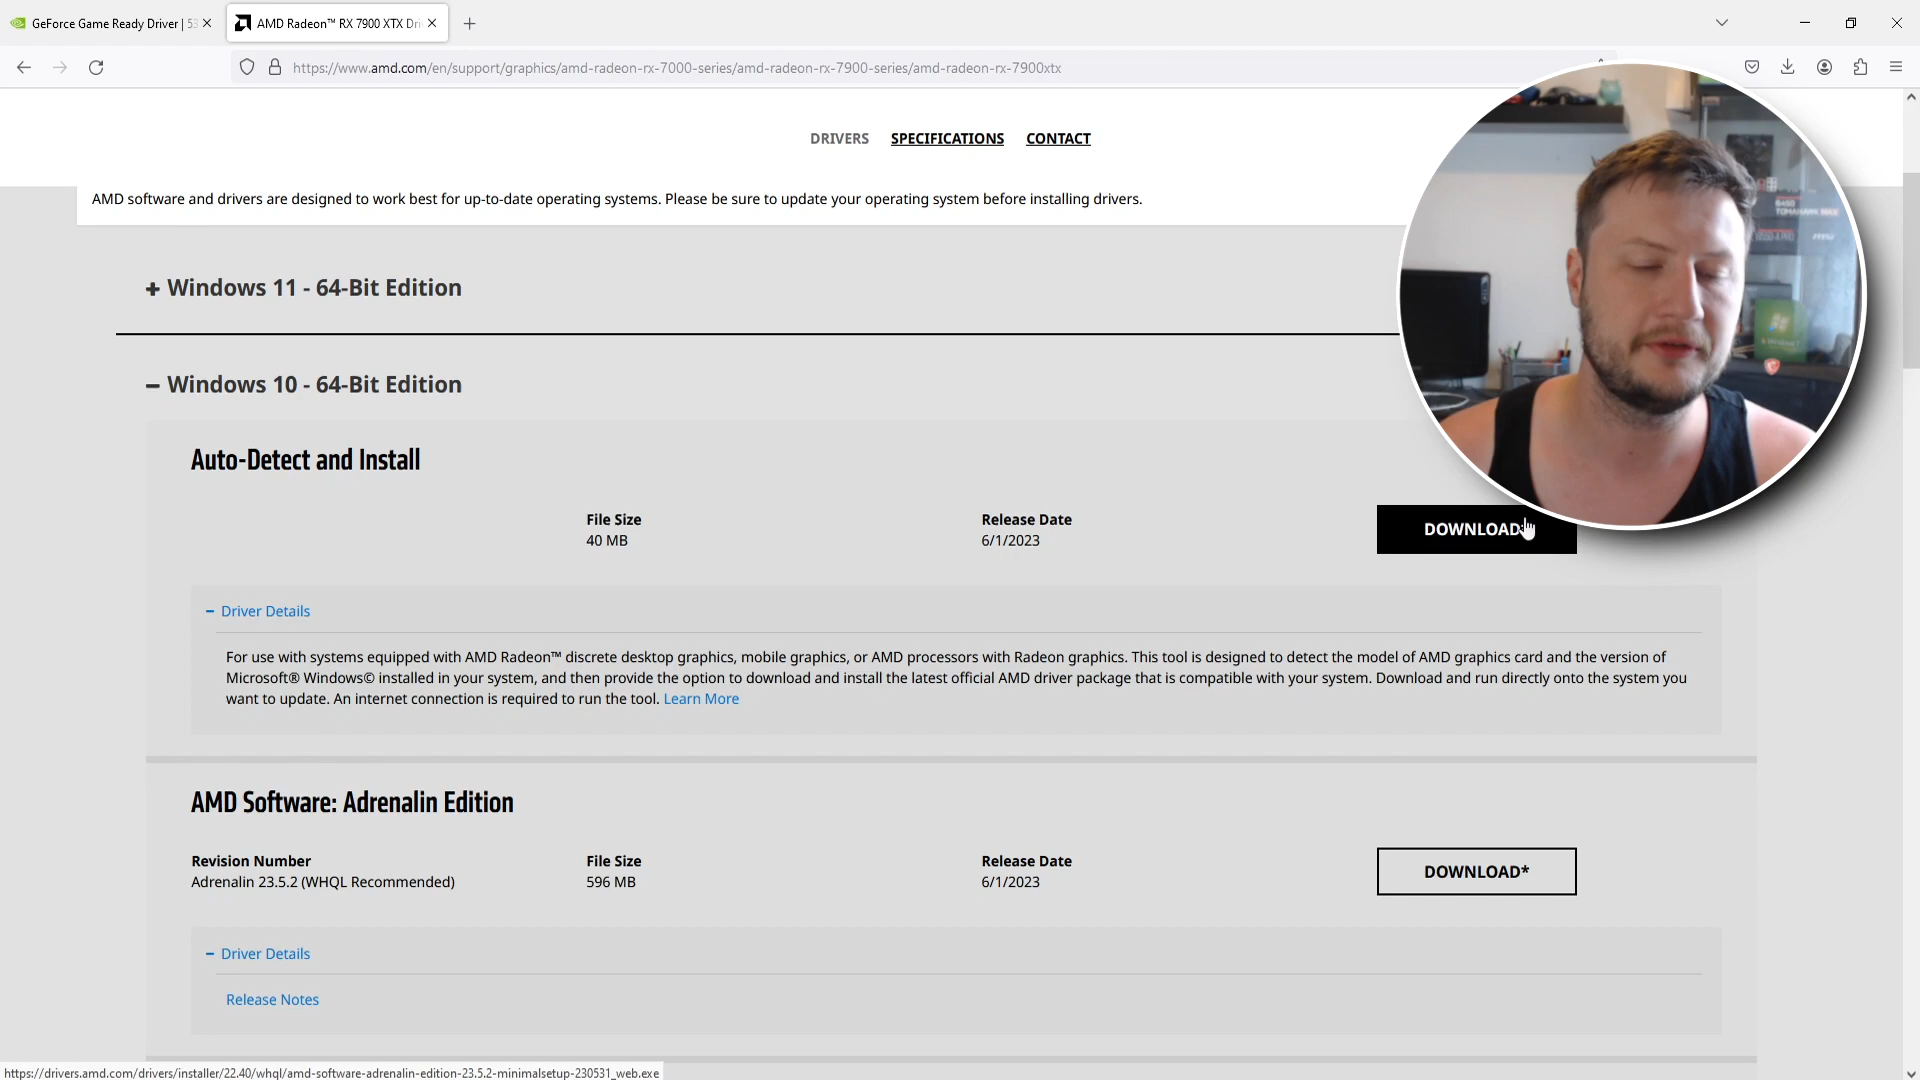 GeForce Game Ready Driver | 53
AMD Radeon™ RX 7900 XTX Dri
https://www.amd.com/en/support/graphics/amd-radeon-rx-7000-series/amd-radeon-rx-7900-series/amd-radeon-rx-7900xtx
DRIVERS SPECIFICATIONS CONTACT
AMD software and drivers are designed to work best for up-to-date operating systems. Please be sure to update your operating system before installing drivers.
+ Windows 11 - 64-Bit Edition
− Windows 10 - 64-Bit Edition
Auto-Detect and Install
File Size
40 MB
Release Date
6/1/2023
DOWNLOAD
− Driver Details
For use with systems equipped with AMD Radeon™ discrete desktop graphics, mobile graphics, or AMD processors with Radeon graphics. This tool is designed to detect the model of AMD graphics card and the version of
Microsoft® Windows© installed in your system, and then provide the option to download and install the latest official AMD driver package that is compatible with your system. Download and run directly onto the system you
want to update. An internet connection is required to run the tool. Learn More
AMD Software: Adrenalin Edition
Revision Number
Adrenalin 23.5.2 (WHQL Recommended)
File Size
596 MB
Release Date
6/1/2023
DOWNLOAD*
− Driver Details
Release Notes
https://drivers.amd.com/drivers/installer/22.40/whql/amd-software-adrenalin-edition-23.5.2-minimalsetup-230531_web.exe
B450
TOMAHAWK MAX
msi